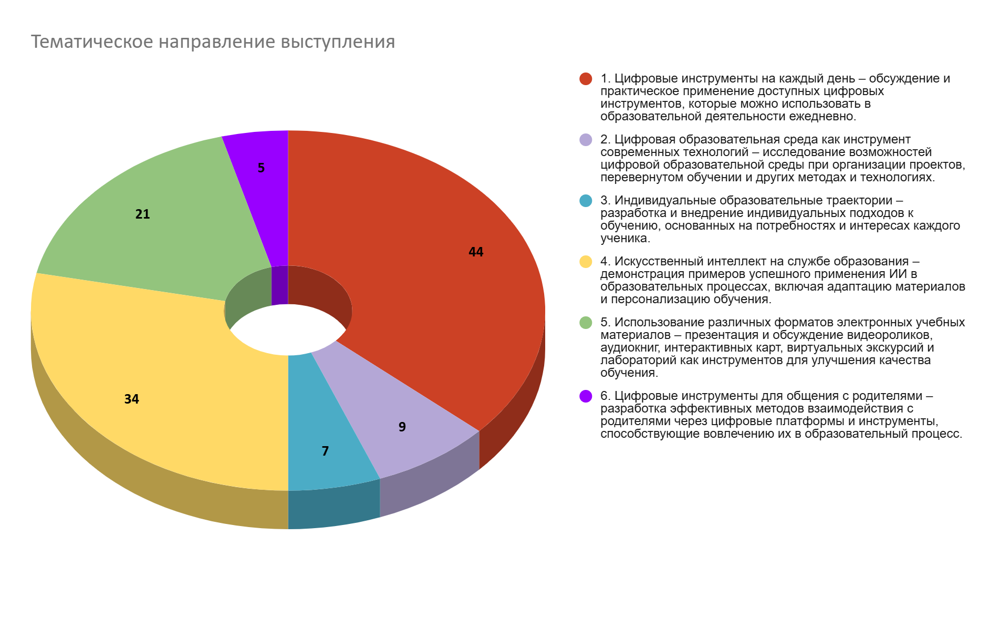 Тематическое направление выступления
5
21
44
34
9
7
1. Цифровые инструменты на каждый день – обсуждение и
практическое применение доступных цифровых
инструментов, которые можно использовать в
образовательной деятельности ежедневно.
2. Цифровая образовательная среда как инструмент
современных технологий – исследование возможностей
цифровой образовательной среды при организации проектов,
перевернутом обучении и других методах и технологиях.
3. Индивидуальные образовательные траектории –
разработка и внедрение индивидуальных подходов к
обучению, основанных на потребностях и интересах каждого
ученика.
4. Искусственный интеллект на службе образования –
демонстрация примеров успешного применения ИИ в
образовательных процессах, включая адаптацию материалов
и персонализацию обучения.
5. Использование различных форматов электронных учебных
материалов – презентация и обсуждение видеороликов,
аудиокниг, интерактивных карт, виртуальных экскурсий и
лабораторий как инструментов для улучшения качества
обучения.
6. Цифровые инструменты для общения с родителями –
разработка эффективных методов взаимодействия с
родителями через цифровые платформы и инструменты,
способствующие вовлечению их в образовательный процесс.